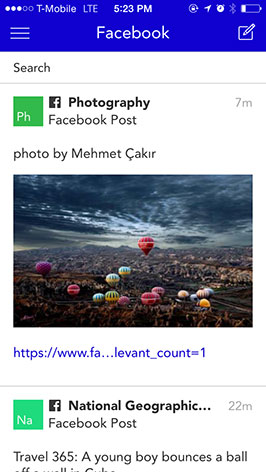 T-Mobile LTE 5:23 PM
Facebook
Search
Ph
Photography 7m
Facebook Post
photo by Mehmet Çakır
https://www.fa…levant_count=1
Na
National Geographic... 22m
Facebook Post
Travel 365: A young boy bounces a ball
off a wall in Cuba